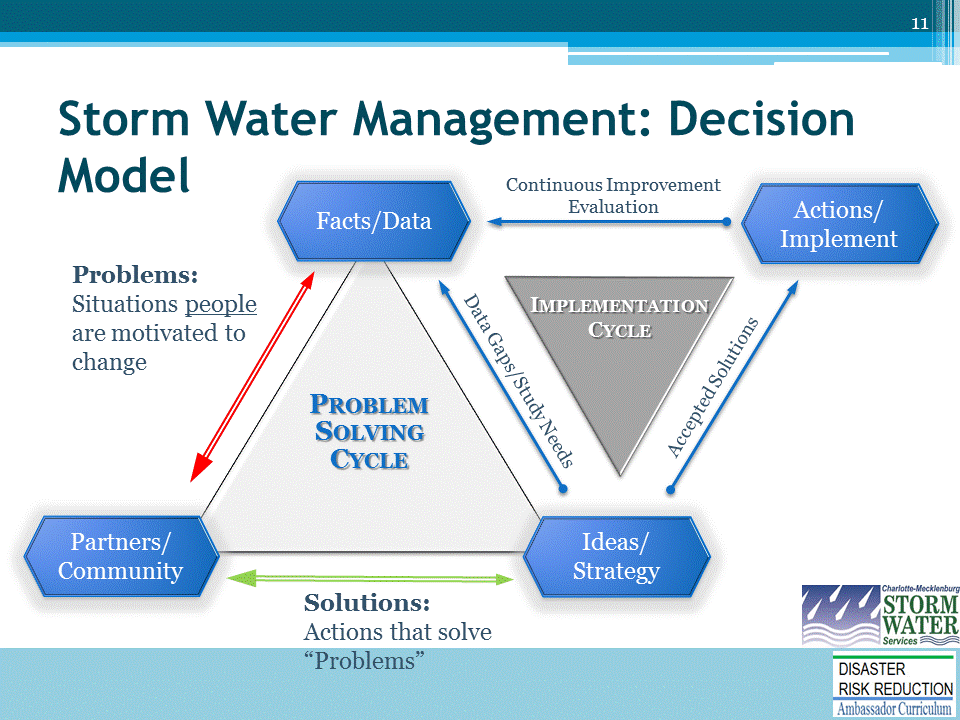 11
Storm Water Management: Decision
Model
Continuous Improvement
Evaluation
Facts/Data
Actions/
Implement
Problems:
Situations people
are motivated to
change
IMPLEMENTATION
CYCLE
Data Gaps/Study Needs
Accepted Solutions
PROBLEM
SOLVING
CYCLE
Partners/
Community
Ideas/
Strategy
Solutions:
Actions that solve
“Problems”
Charlotte-Mecklenburg
STORM
WATER
Services
DISASTER
RISK REDUCTION
Ambassador Curriculum